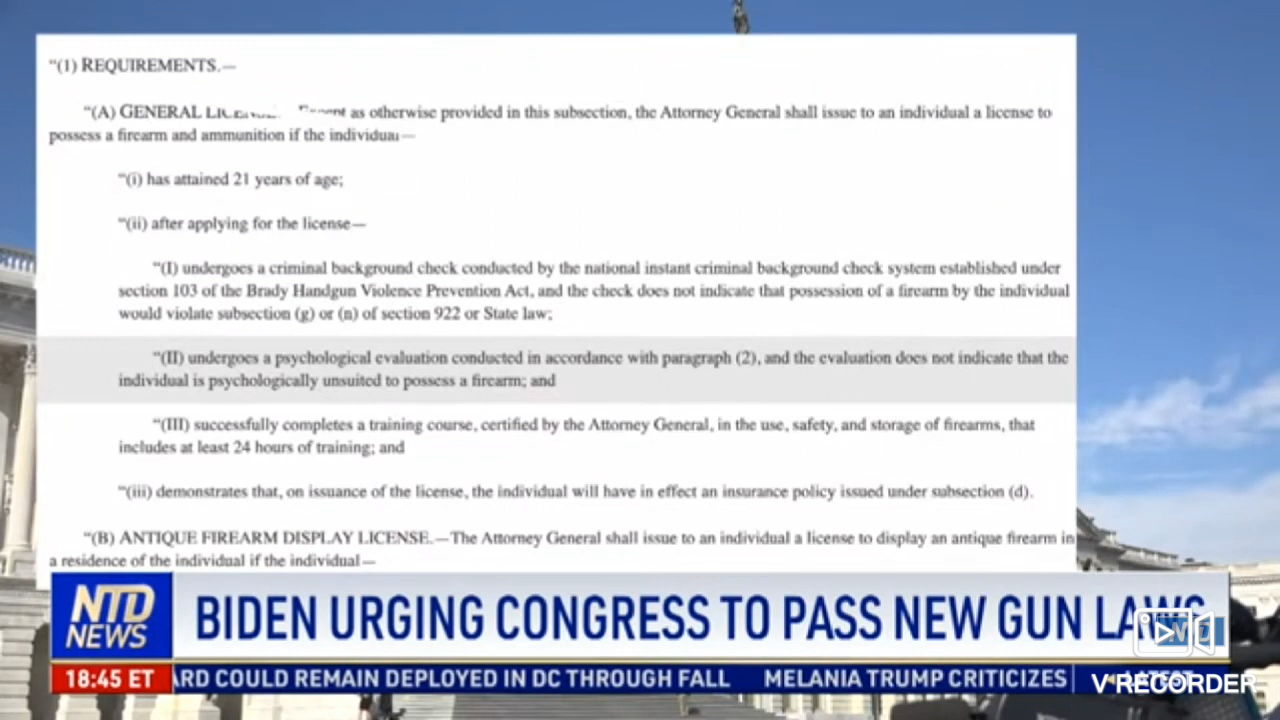 “(1) REQUIREMENTS.—
“(A) GENERAL as otherwise provided in this subsection, the Attorney General shall issue to an individual a license to
possess a firearm and ammunition if the individual—
“(i) has attained 21 years of age;
“(ii) after applying for the license—
“(I) undergoes a criminal background check conducted by the national instant criminal background check system established under
section 103 of the Brady Handgun Violence Prevention Act, and the check does not indicate that possession of a firearm by the individual
would violate subsection (g) or (n) of section 922 or State law;
“(II) undergoes a psychological evaluation conducted in accordance with paragraph (2), and the evaluation does not indicate that the
individual is psychologically unsuited to possess a firearm; and
“(III) successfully completes a training course, certified by the Attorney General, in the use, safety, and storage of firearms, that
includes at least 24 hours of training; and
“(iii) demonstrates that, on issuance of the license, the individual will have in effect an insurance policy issued under subsection (d).
“(B) ANTIQUE FIREARM DISPLAY LICENSE.—The Attorney General shall issue to an individual a license to display an antique firearm in
a residence of the individual if the individual—
NTD
NEWS
BIDEN URGING CONGRESS TO PASS NEW GUN LAWS
18:45 ET
ARD COULD REMAIN DEPLOYED IN DC THROUGH FALL MELANIA TRUMP CRITICIZES
V RECORDER